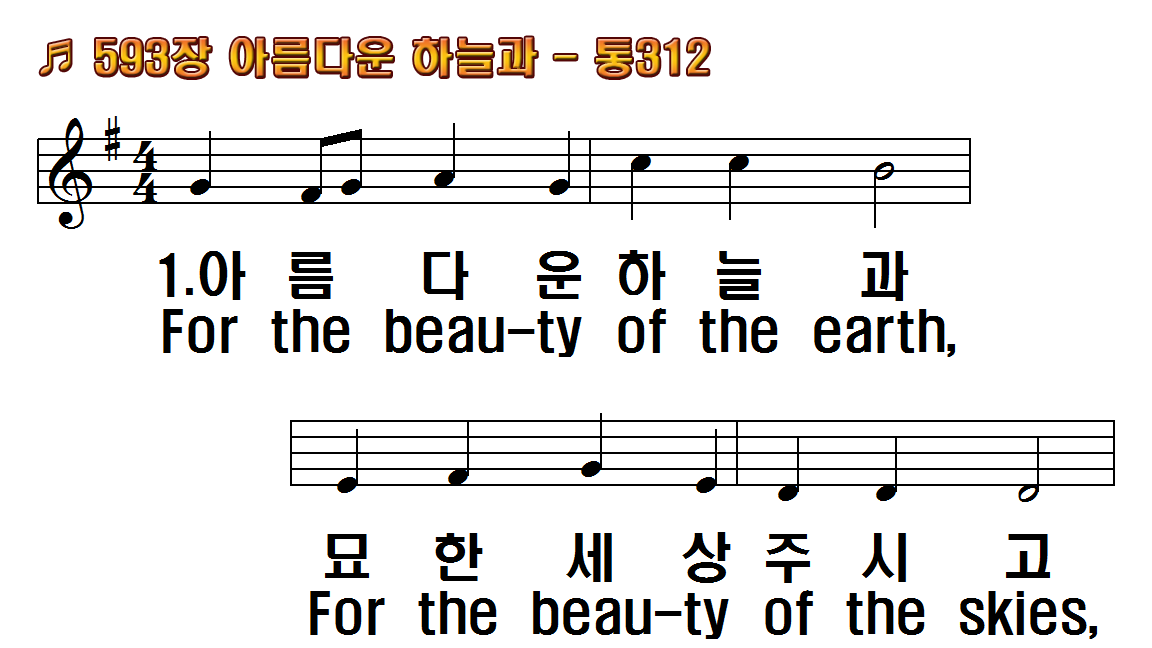 ♬ 593장 아름다운 하늘과 - 통312
4
4
1.아 름 다 운 하 늘 과
For the beau-ty of the earth,
묘 한 세 상 주 시 고
For the beau-ty of the skies,